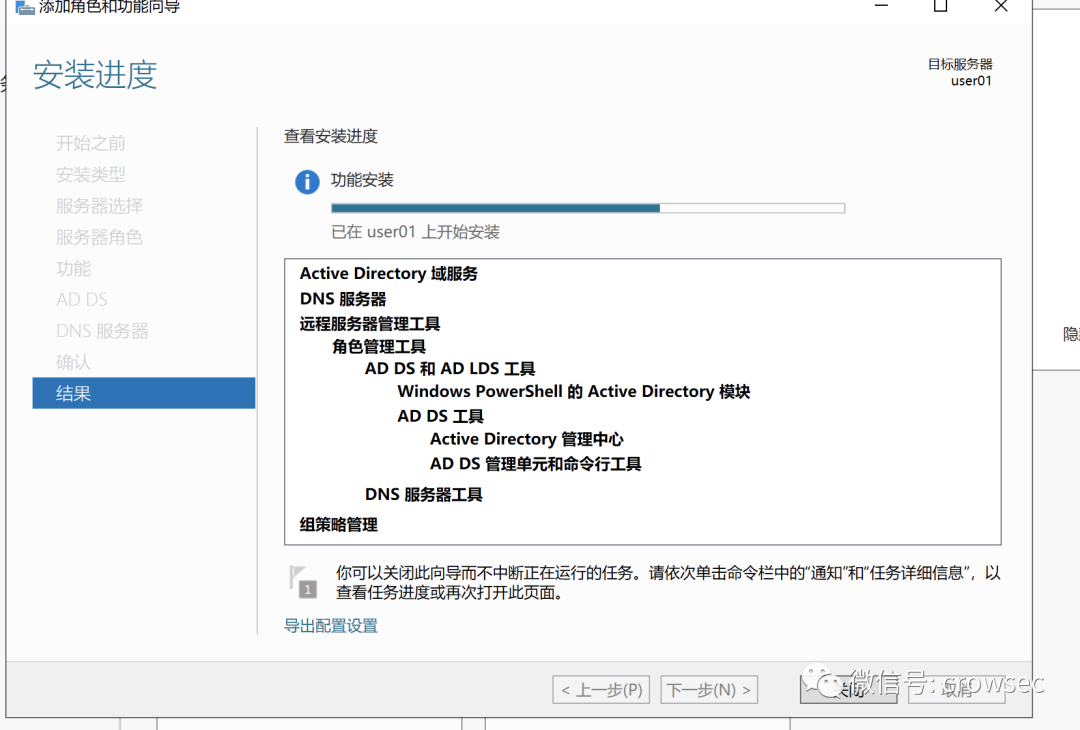 添加角色和功能向导
安装进度
目标服务器
user01
开始之前
安装类型
服务器选择
服务器角色
功能
AD DS
DNS 服务器
确认
结果
查看安装进度
功能安装
已在 user01 上开始安装
Active Directory 域服务
DNS 服务器
远程服务器管理工具
角色管理工具
AD DS 和 AD LDS 工具
Windows PowerShell 的 Active Directory 模块
AD DS 工具
Active Directory 管理中心
AD DS 管理单元和命令行工具
DNS 服务器工具
组策略管理
1
你可以关闭此向导而不中断正在运行的任务。请依次单击命令栏中的“通知”和“任务详细信息”，以
查看任务进度或再次打开此页面。
导出配置设置
< 上一步(P)
下一步(N) >
关闭
取消
微信号: crowsec
隐